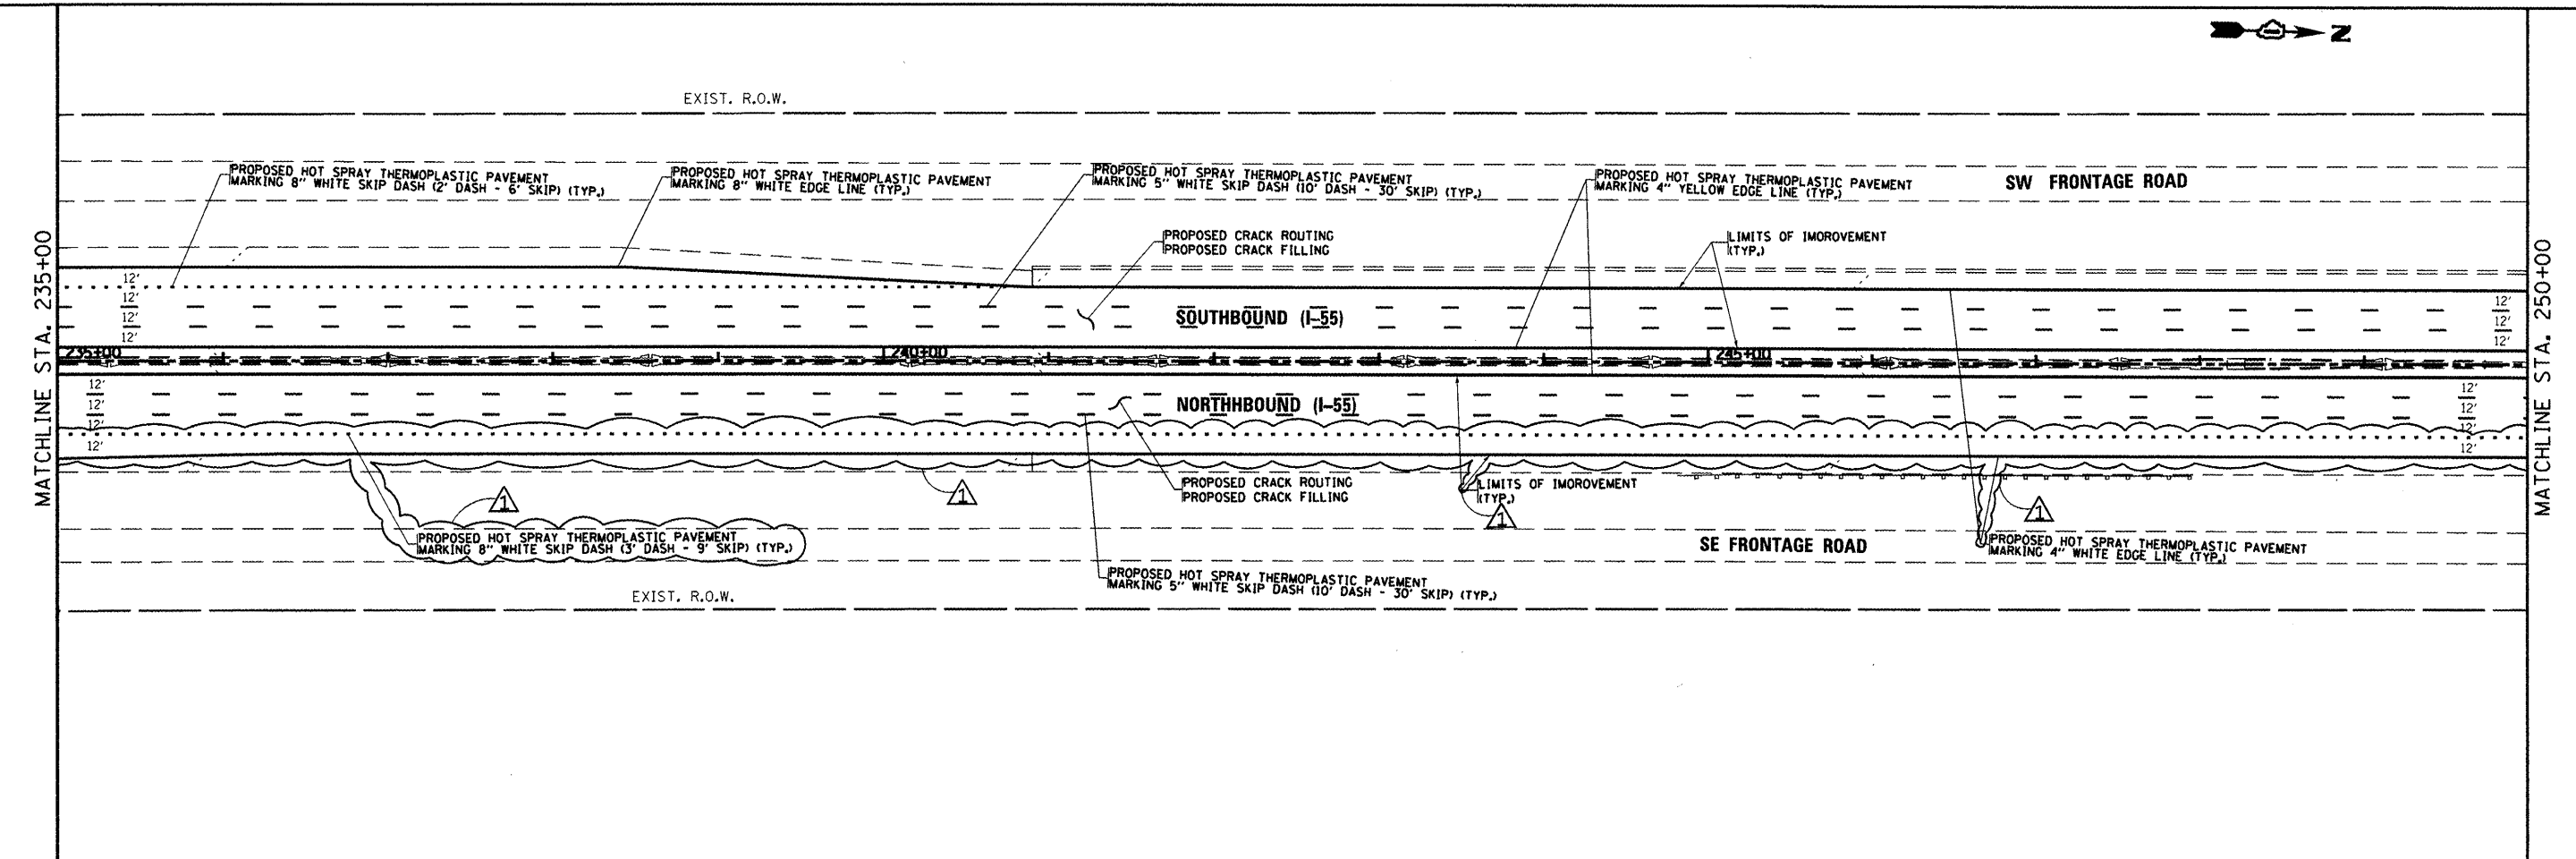 N
EXIST. R.O.W.
PROPOSED HOT SPRAY THERMOPLASTIC PAVEMENT
MARKING 8" WHITE SKIP DASH (2' DASH - 6' SKIP) (TYP.)
PROPOSED HOT SPRAY THERMOPLASTIC PAVEMENT
MARKING 8" WHITE EDGE LINE (TYP.)
PROPOSED HOT SPRAY THERMOPLASTIC PAVEMENT
MARKING 5" WHITE SKIP DASH (10' DASH - 30' SKIP) (TYP.)
PROPOSED HOT SPRAY THERMOPLASTIC PAVEMENT
MARKING 4" YELLOW EDGE LINE (TYP.)
SW FRONTAGE ROAD
PROPOSED CRACK ROUTING
PROPOSED CRACK FILLING
LIMITS OF IMOROVEMENT
(TYP.)
MATCHLINE STA. 235+00
MATCHLINE STA. 250+00
12'
12'
12'
12'
SOUTHBOUND (I-55)
12'
12'
12'
235+00
240+00
245+00
12'
12'
12'
12'
NORTHHBOUND (I-55)
12'
12'
12'
12'
PROPOSED CRACK ROUTING
PROPOSED CRACK FILLING
LIMITS OF IMOROVEMENT
(TYP.)
1
1
1
1
PROPOSED HOT SPRAY THERMOPLASTIC PAVEMENT
MARKING 8" WHITE SKIP DASH (3' DASH - 9' SKIP) (TYP.)
SE FRONTAGE ROAD
PROPOSED HOT SPRAY THERMOPLASTIC PAVEMENT
MARKING 4" WHITE EDGE LINE (TYP.)
PROPOSED HOT SPRAY THERMOPLASTIC PAVEMENT
MARKING 5" WHITE SKIP DASH (10' DASH - 30' SKIP) (TYP.)
EXIST. R.O.W.